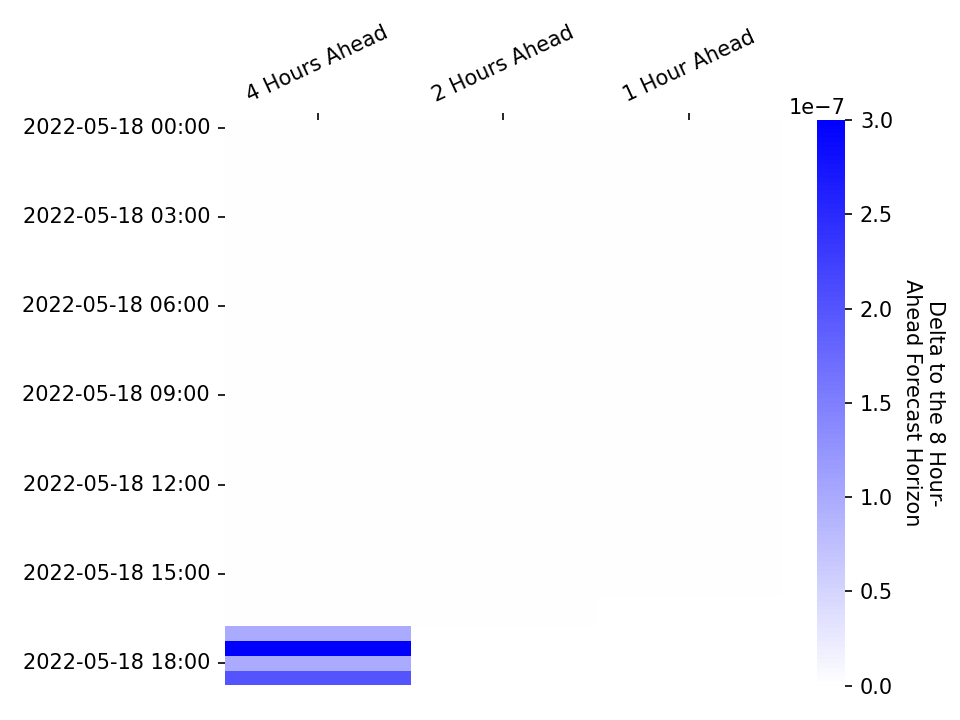 4 Hours Ahead
2 Hours Ahead
1 Hour Ahead
1e−7
2022-05-18 00:00
2022-05-18 03:00
2022-05-18 06:00
2022-05-18 09:00
2022-05-18 12:00
2022-05-18 15:00
2022-05-18 18:00
3.0
2.5
2.0
1.5
1.0
0.5
0.0
Delta to the 8 Hour-
Ahead Forecast Horizon